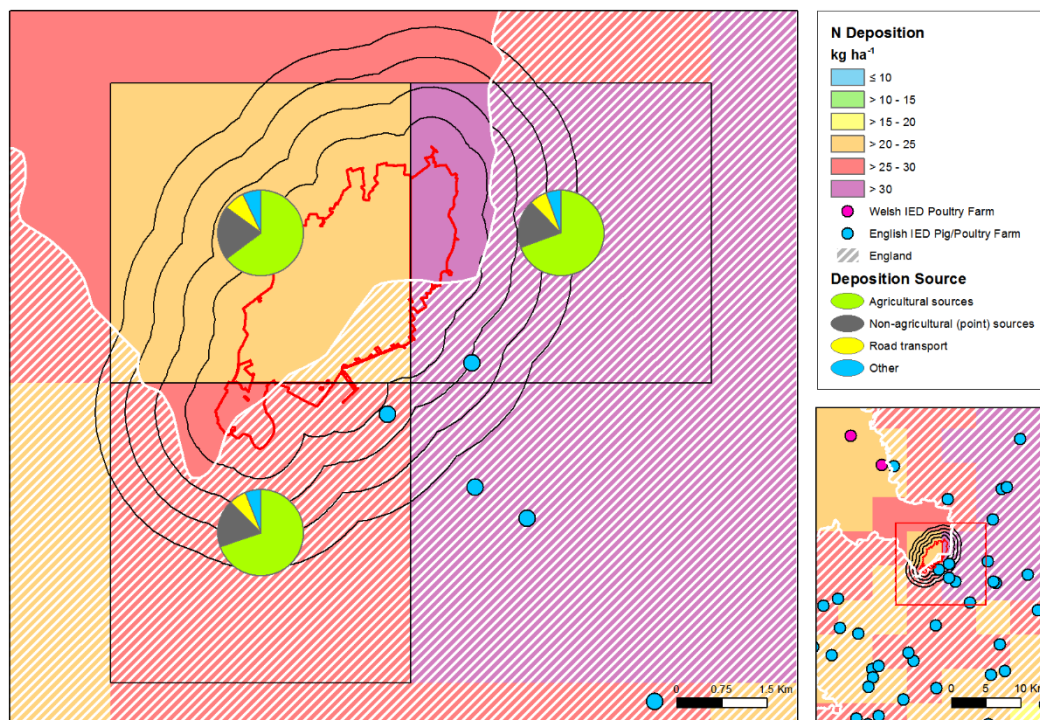 N Deposition
kg ha⁻¹
≤ 10
> 10 - 15
> 15 - 20
> 20 - 25
> 25 - 30
> 30
Welsh IED Poultry Farm
English IED Pig/Poultry Farm
England
Deposition Source
Agricultural sources
Non-agricultural (point) sources
Road transport
Other
0 0.75 1.5 Km
0 5 10 Km